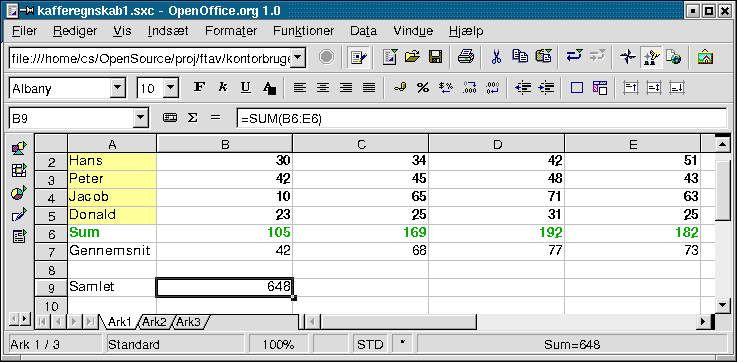 kafferegnskab1.sxc - OpenOffice.org 1.0
Filer Rediger Vis Indsæt Formater Funktioner Data Vindue Hjælp
file:///home/cs/OpenSource/proj/ftav/kontorbruge
Albany 10 F K U A
B9 Σ = =SUM(B6:E6)
A B C D E
2 Hans 30 34 42 51
3 Peter 42 45 48 43
4 Jacob 10 65 71 63
5 Donald 23 25 31 25
6 Sum 105 169 192 182
7 Gennemsnit 42 68 77 73
8
9 Samlet 648
10
Ark1 Ark2 Ark3
Ark 1 / 3 Standard 100% STD * Sum=648